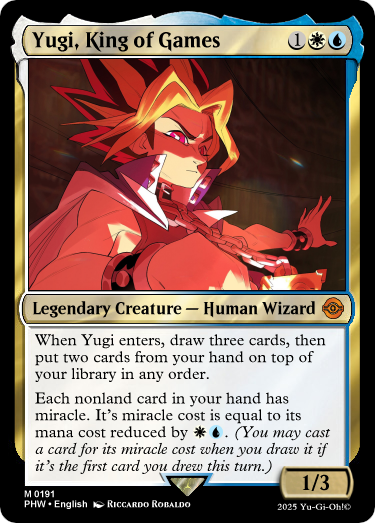 Yugi, King of Games 1
Legendary Creature — Human Wizard
When Yugi enters, draw three cards, then
put two cards from your hand on top of
your library in any order.
Each nonland card in your hand has
miracle. It's miracle cost is equal to its
mana cost reduced by . (You may cast
a card for its miracle cost when you draw it if
it's the first card you drew this turn.)
1/3
M 0191
PHW • English Riccardo Robaldo
2025 Yu-Gi-Oh!©